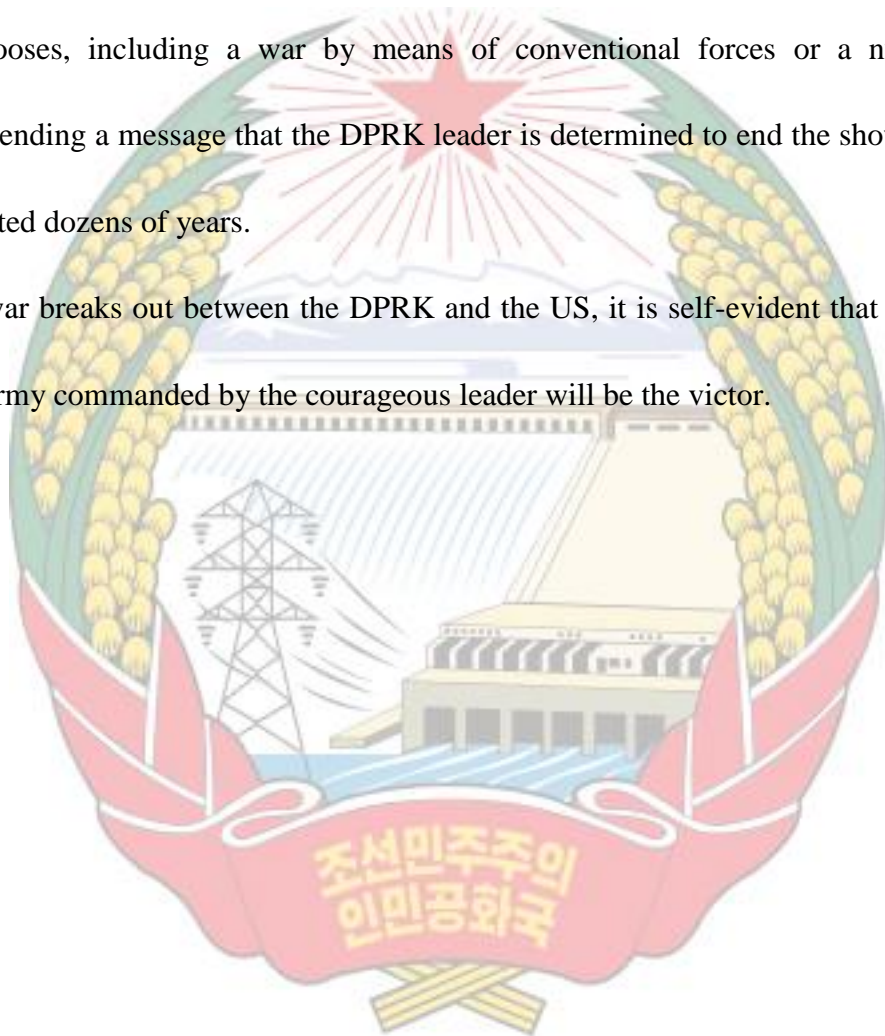 ooses, including a war by means of conventional forces or a n
ending a message that the DPRK leader is determined to end the sho
ted dozens of years.
var breaks out between the DPRK and the US, it is self-evident that
rmy commanded by the courageous leader will be the victor.
조선민주주의
인민공화국